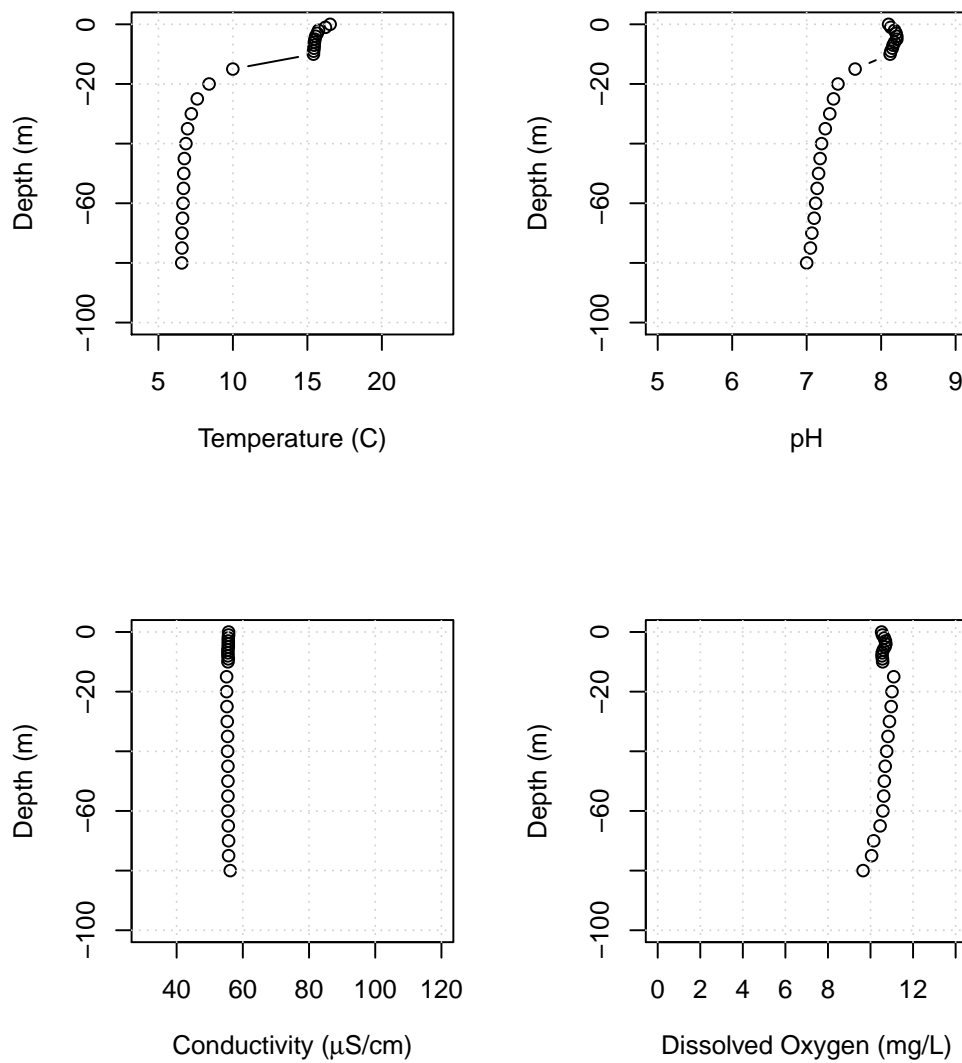 0
−20
−60
−100
Depth (m)
5 10 15 20
Temperature (C)
0
−20
−60
−100
Depth (m)
5 6 7 8 9
pH
0
−20
−60
−100
Depth (m)
40 60 80 100 120
Conductivity (µS/cm)
0
−20
−60
−100
Depth (m)
0 2 4 6 8 12
Dissolved Oxygen (mg/L)